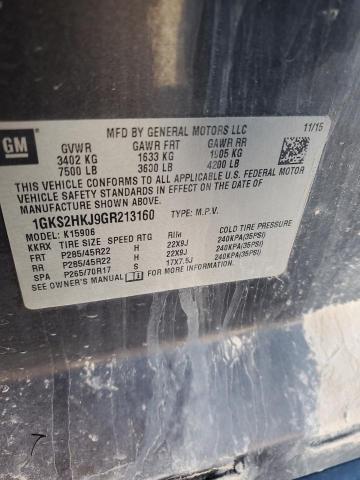 GM
MFD BY GENERAL MOTORS LLC 11/15
GVWR GAWR FRT GAWR RR
3402 KG 1633 KG 1905 KG
7500 LB 3600 LB 4200 LB
THIS VEHICLE CONFORMS TO ALL APPLICABLE U.S. FEDERAL MOTOR
VEHICLE SAFETY STANDARDS IN EFFECT ON THE DATE OF
MANUFACTURE SHOWN ABOVE.
1GKS2HKJ9GR213160 TYPE: M.P.V.
MODEL: K15906
KKRX TIRE SIZE SPEED RTG RIM COLD TIRE PRESSURE
FRT P285/45R22 H 22X9J 240KPA(35PSI)
RR P285/45R22 H 22X9J 240KPA(35PSI)
SPA P265/70R17 S 17X7.5J 240KPA(35PSI)
SEE OWNER'S MANUAL FOR ADDITIONAL INFORMATION.